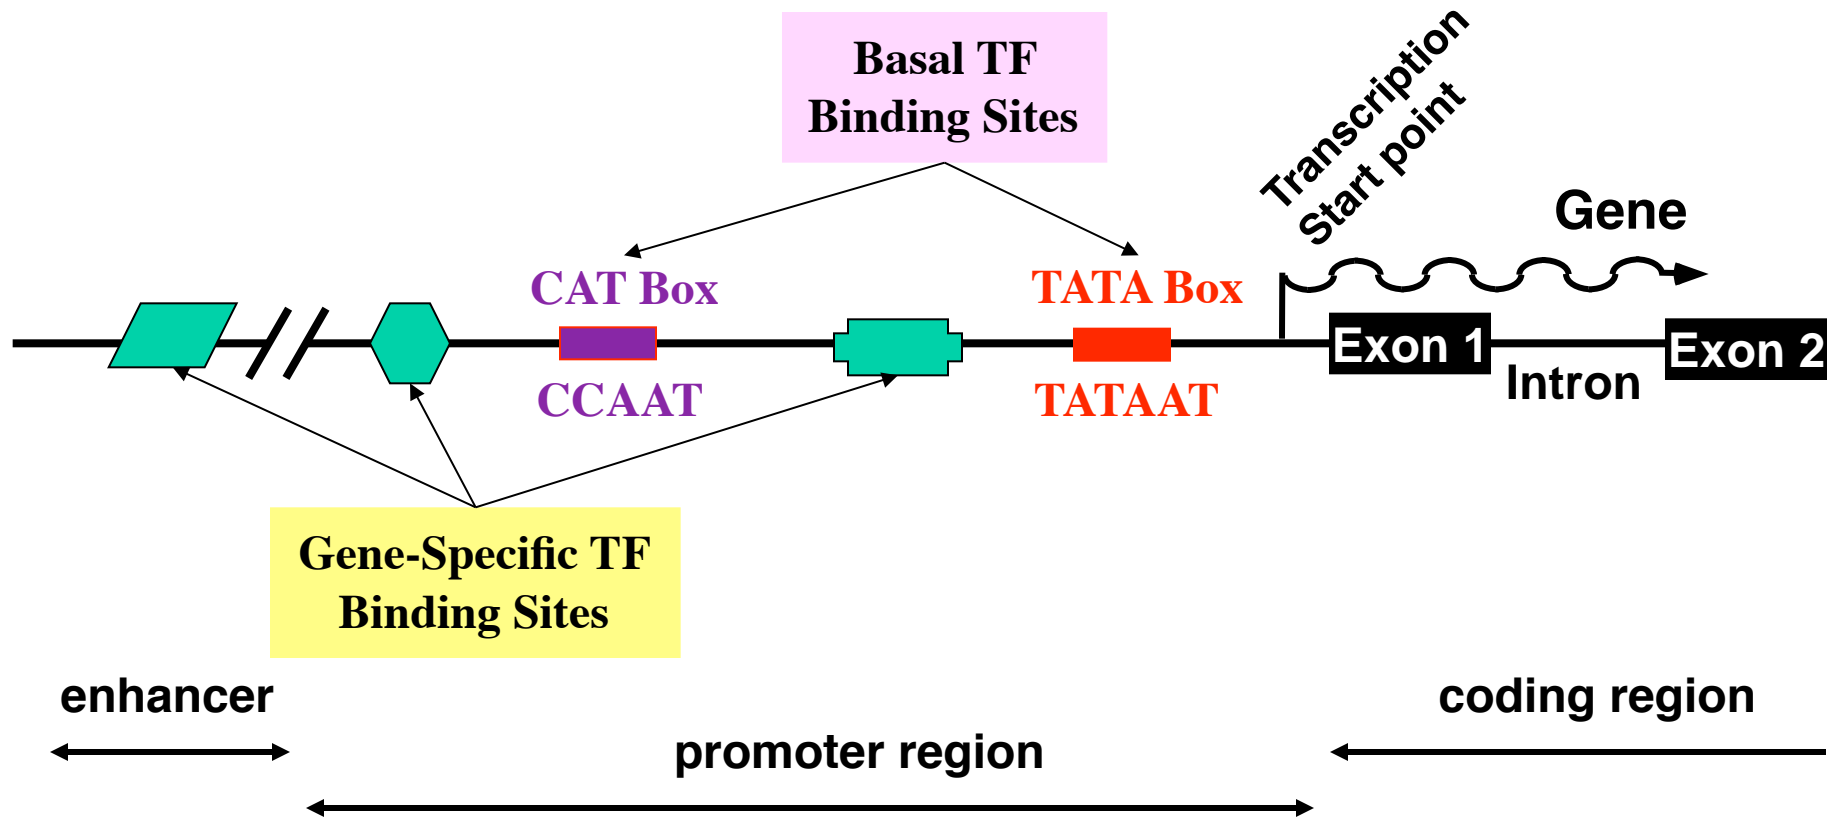 Basal TF
Binding Sites
Transcription
Start point
Gene
CAT Box
TATA Box
Exon 1
Exon 2
Intron
CCAAT
TATAAT
Gene-Specific TF
Binding Sites
enhancer
coding region
promoter region